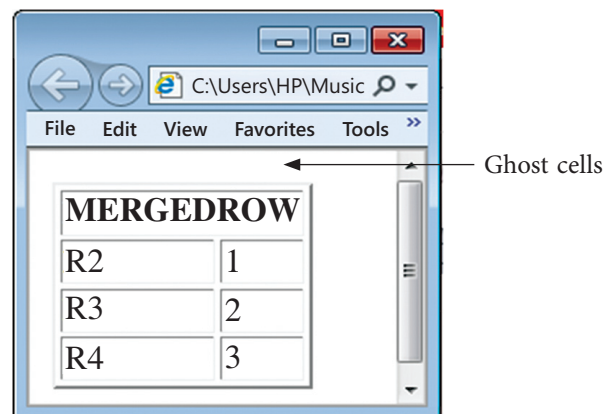 C:\Users\HP\Music
File Edit View Favorites Tools »
Ghost cells
MERGEDROW
R2 1
R3 2
R4 3